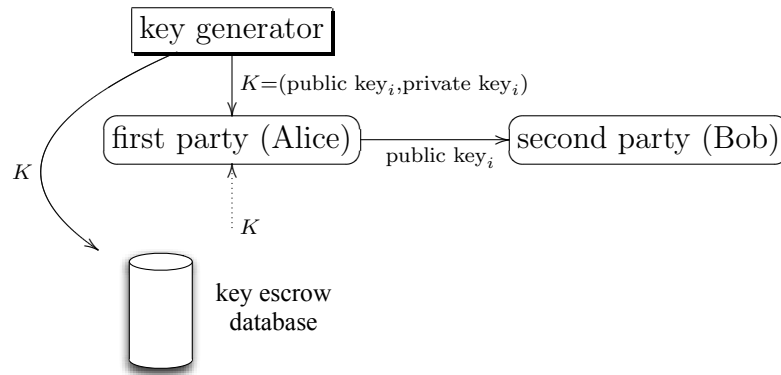 key generator
K=(public key_i,private key_i)
first party (Alice)
second party (Bob)
public key_i
K
K
key escrow
database